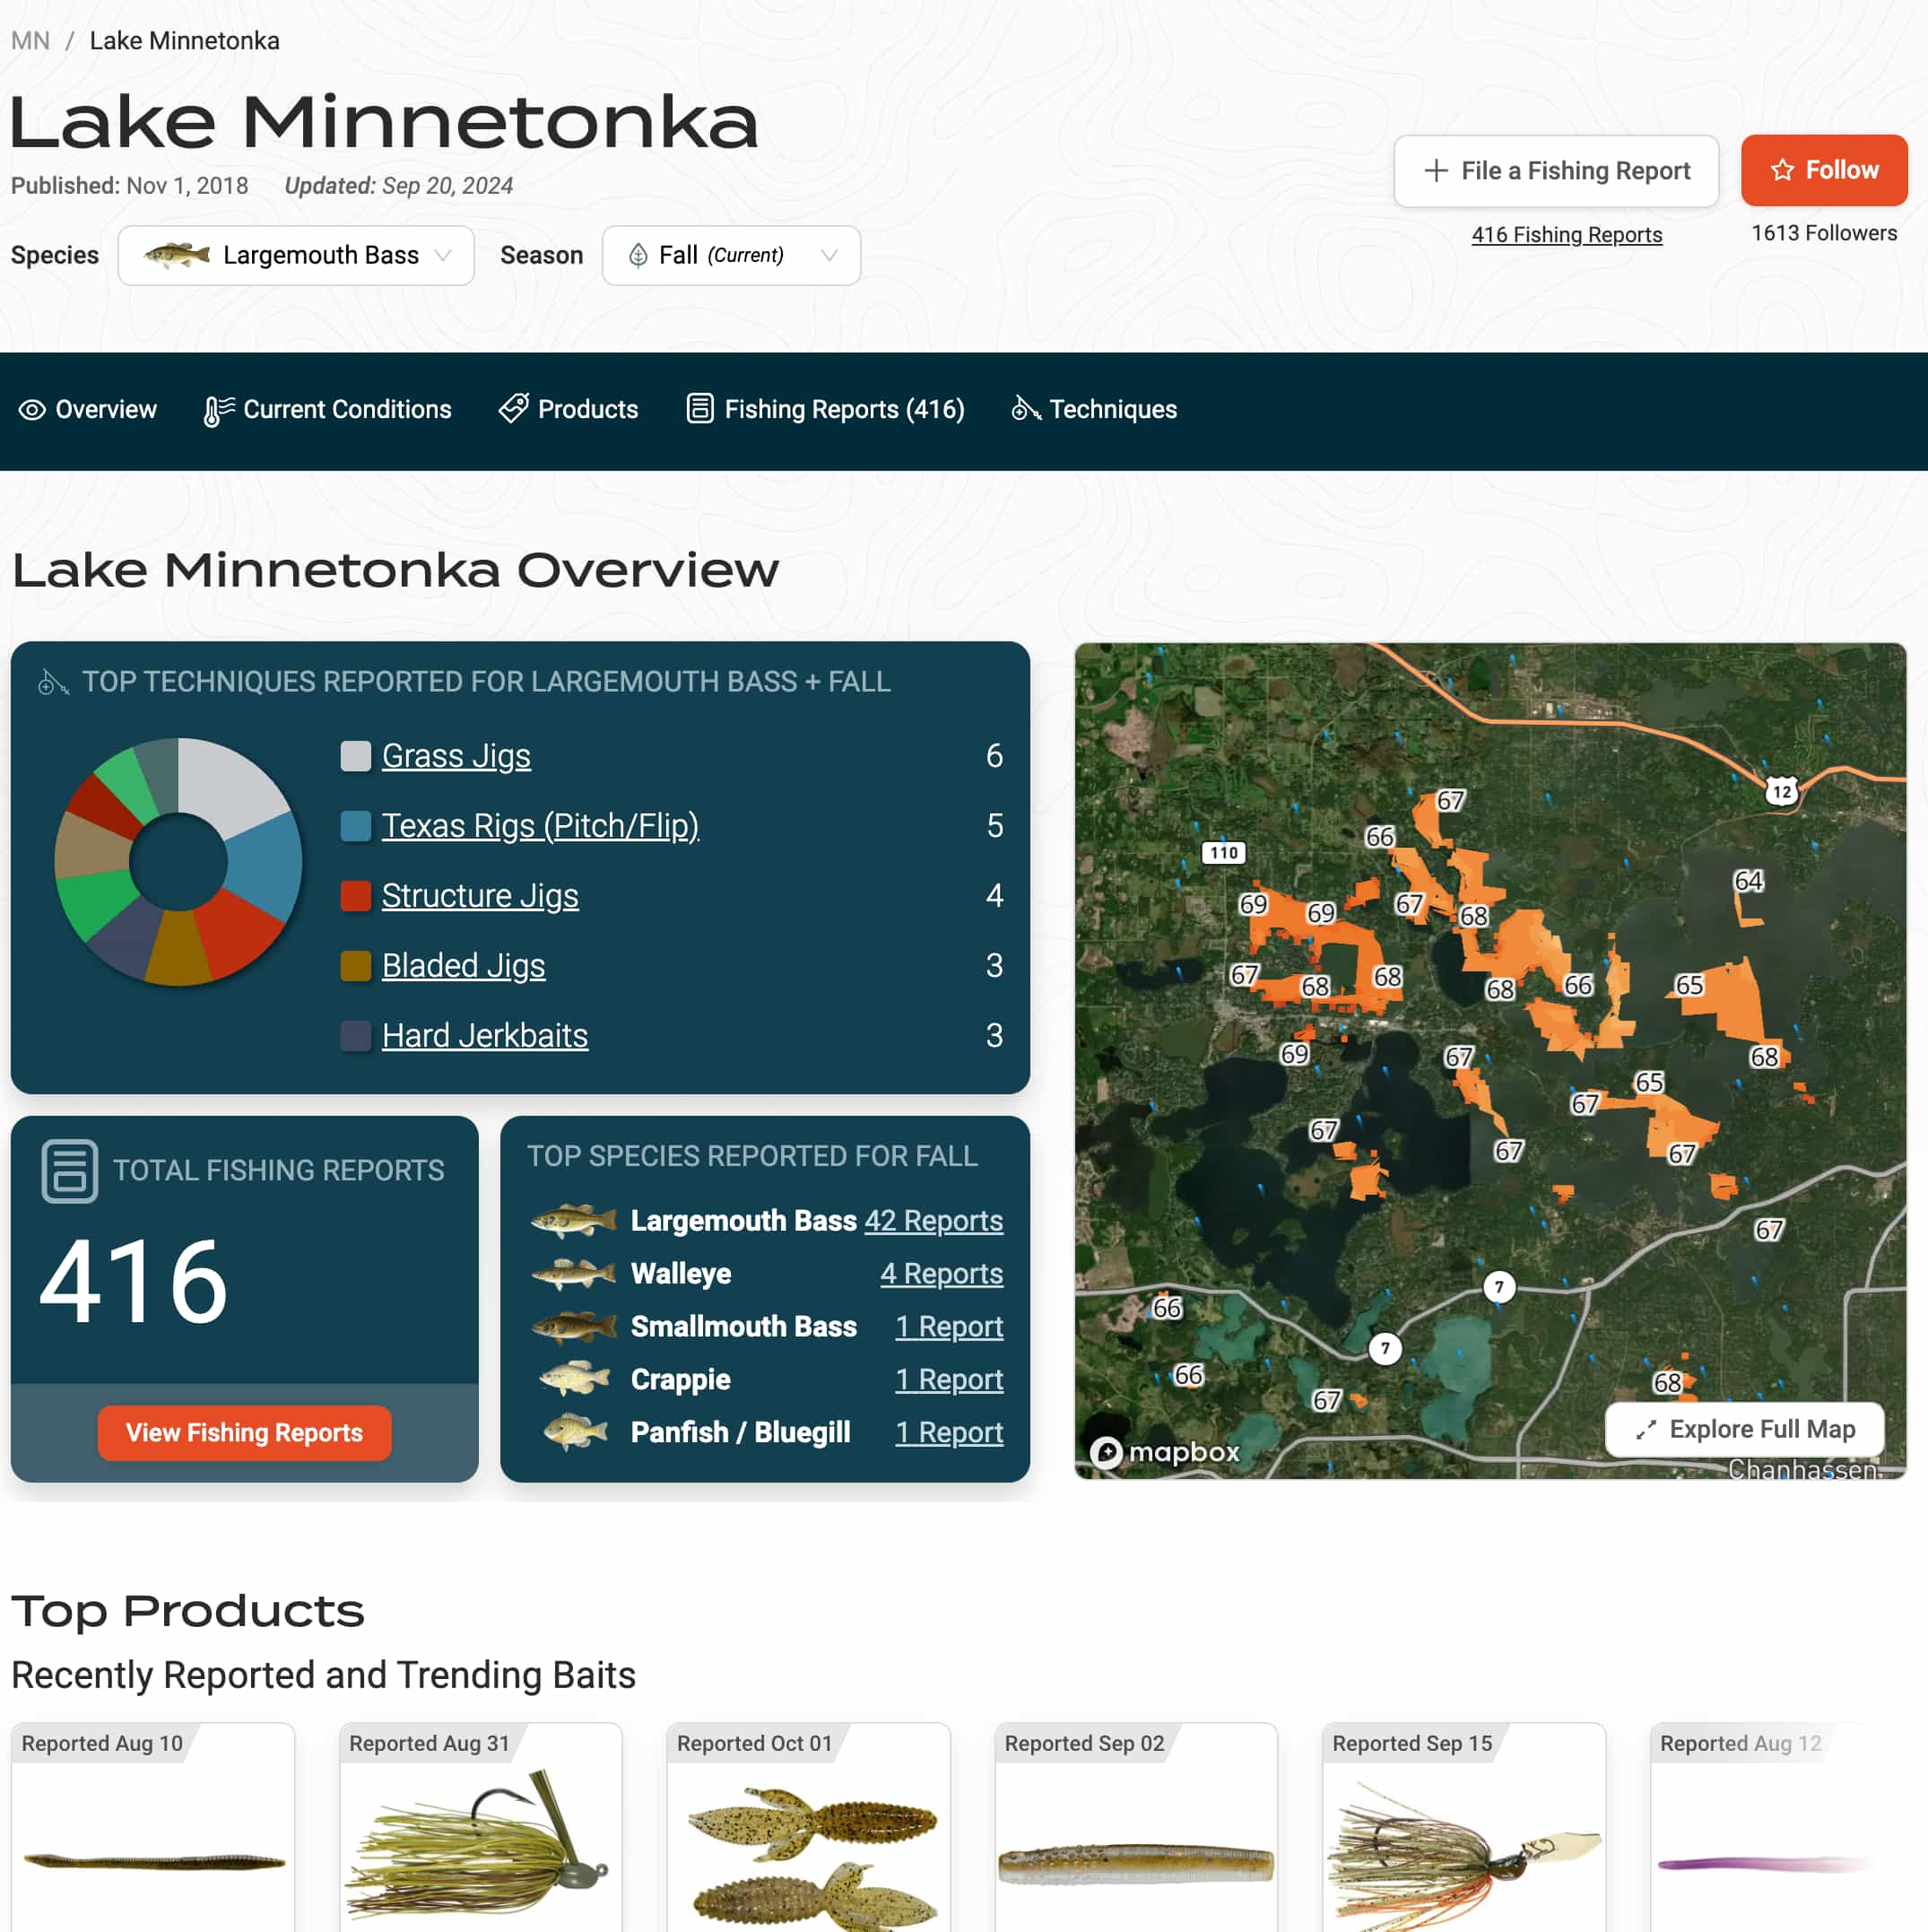 MN / Lake Minnetonka
Lake Minnetonka
Published: Nov 1, 2018 Updated: Sep 20, 2024
File a Fishing Report
Follow
416 Fishing Reports
1613 Followers
Species Largemouth Bass Season Fall (Current)
Overview Current Conditions Products Fishing Reports (416) Techniques
Lake Minnetonka Overview
TOP TECHNIQUES REPORTED FOR LARGEMOUTH BASS + FALL
Grass Jigs 6
Texas Rigs (Pitch/Flip) 5
Structure Jigs 4
Bladed Jigs 3
Hard Jerkbaits 3
TOTAL FISHING REPORTS
416
View Fishing Reports
TOP SPECIES REPORTED FOR FALL
Largemouth Bass 42 Reports
Walleye 4 Reports
Smallmouth Bass 1 Report
Crappie 1 Report
Panfish / Bluegill 1 Report
12
67
66
110
64
69 69 67 68
67 68 68 68 66 65
69 67 68
65
67
67 67 67
67
7
66
7
66 67 68
Explore Full Map
mapbox
Chanhassen
Top Products
Recently Reported and Trending Baits
Reported Aug 10
Reported Aug 31
Reported Oct 01
Reported Sep 02
Reported Sep 15
Reported Aug 12